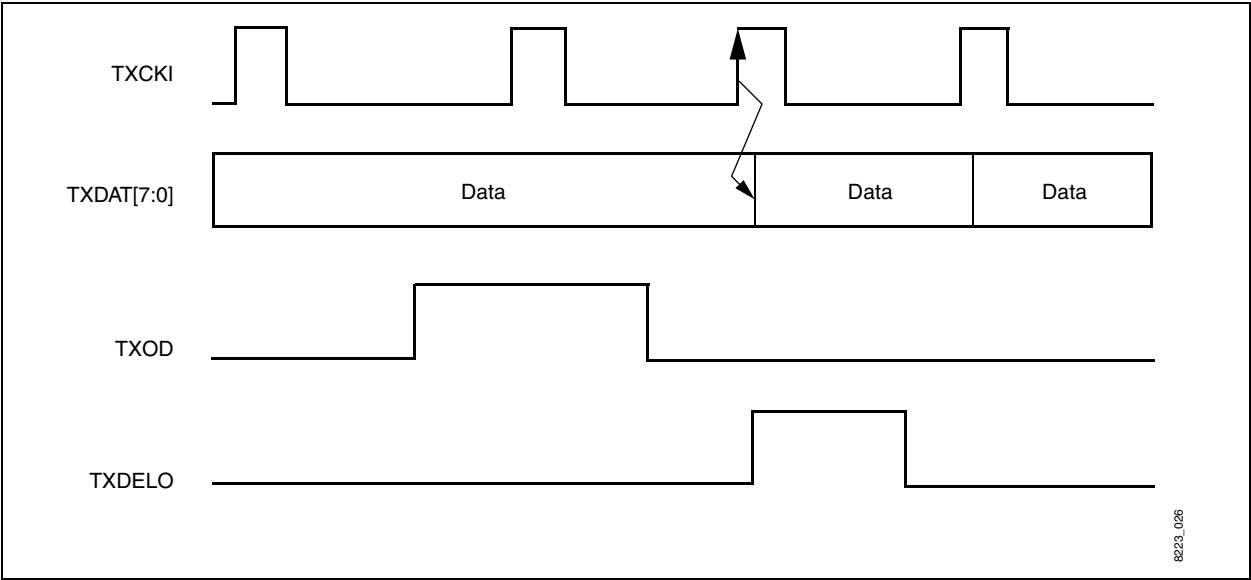 TXCKI
TXDAT[7:0]
Data
Data
Data
TXOD
TXDELO
8223_026